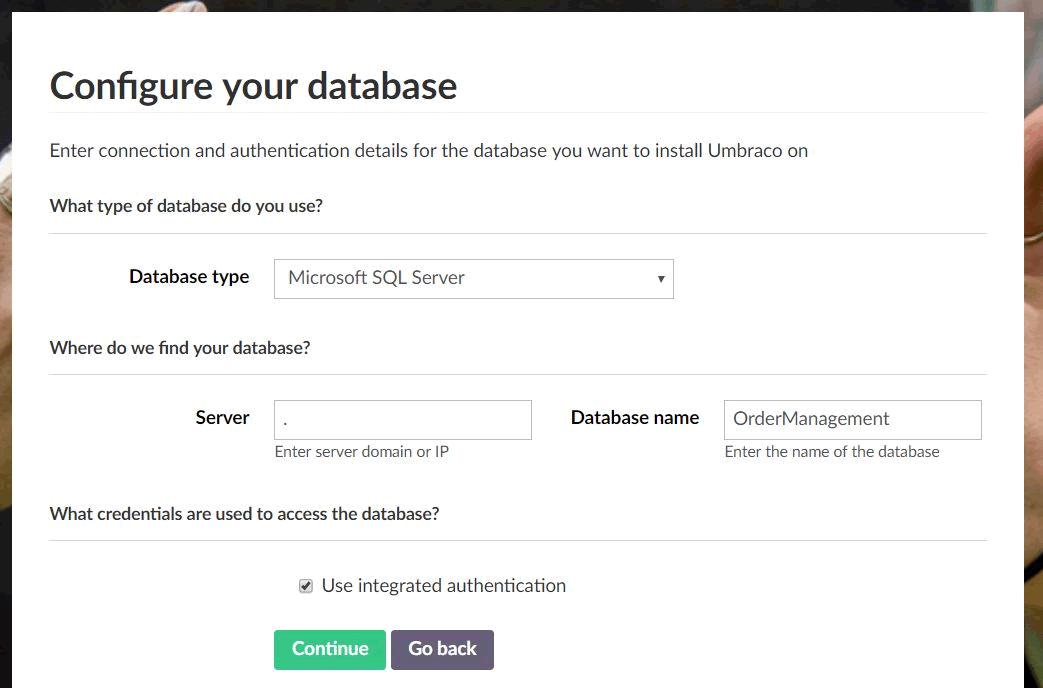 Configure your database
Enter connection and authentication details for the database you want to install Umbraco on
What type of database do you use?
Database type Microsoft SQL Server ▾
Where do we find your database?
Server . Database name OrderManagement
Enter server domain or IP Enter the name of the database
What credentials are used to access the database?
Use integrated authentication
Continue Go back